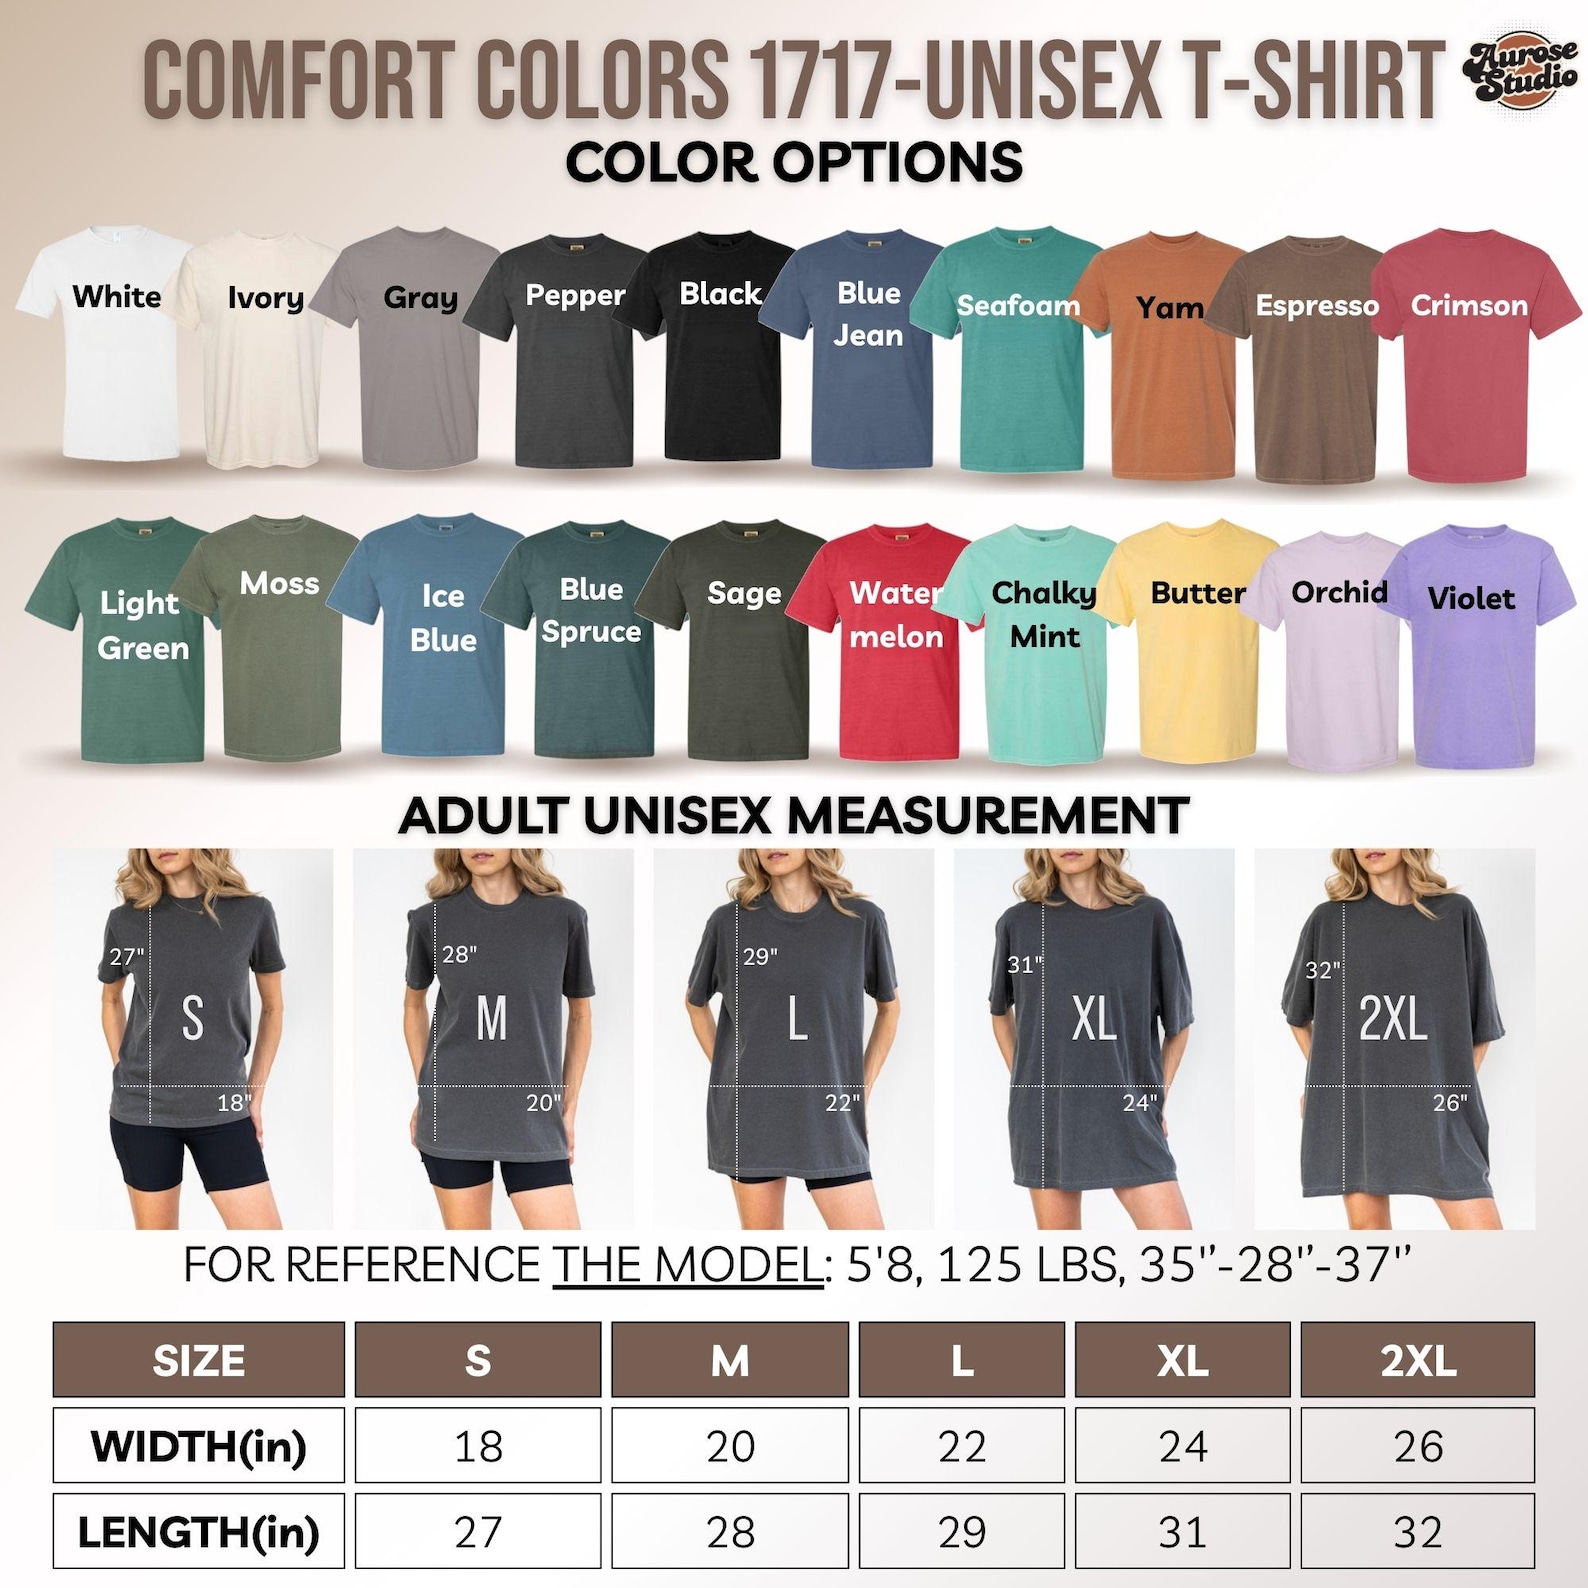 COMFORT COLORS 1717-UNISEX T-SHIRT
Aurose
Studio
COLOR OPTIONS
White
Ivory
Gray
Pepper
Black
Blue
Jean
Seafoam
Yam
Espresso
Crimson
Light
Green
Moss
Ice
Blue
Blue
Spruce
Sage
Water
melon
Chalky
Mint
Butter
Orchid
Violet
ADULT UNISEX MEASUREMENT
27"
S
18"
28"
M
20"
29"
L
22"
31"
XL
24"
32"
2XL
26"
FOR REFERENCE THE MODEL: 5'8, 125 LBS, 35"-28"-37"
SIZE S M L XL 2XL
WIDTH(in) 18 20 22 24 26
LENGTH(in) 27 28 29 31 32